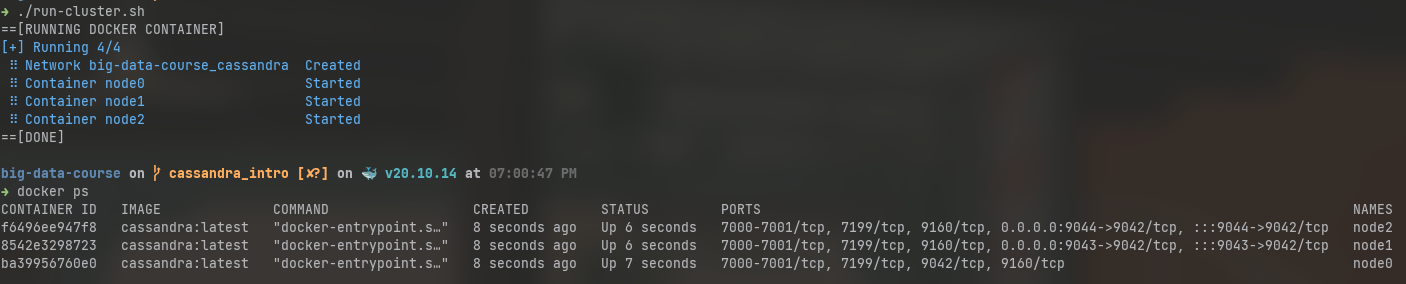 ➜ ./run-cluster.sh
==[RUNNING DOCKER CONTAINER]
[+] Running 4/4
⠿ Network big-data-course_cassandra Created
⠿ Container node0 Started
⠿ Container node1 Started
⠿ Container node2 Started
==[DONE]
big-data-course on cassandra_intro [✘?] on 🐳 v20.10.14 at 07:00:47 PM
➜ docker ps
CONTAINER ID IMAGE COMMAND CREATED STATUS PORTS NAMES
f6496ee947f8 cassandra:latest "docker-entrypoint.s…" 8 seconds ago Up 6 seconds 7000-7001/tcp, 7199/tcp, 9160/tcp, 0.0.0.0:9044->9042/tcp, :::9044->9042/tcp node2
8542e3298723 cassandra:latest "docker-entrypoint.s…" 8 seconds ago Up 6 seconds 7000-7001/tcp, 7199/tcp, 9160/tcp, 0.0.0.0:9043->9042/tcp, :::9043->9042/tcp node1
ba39956760e0 cassandra:latest "docker-entrypoint.s…" 8 seconds ago Up 7 seconds 7000-7001/tcp, 7199/tcp, 9042/tcp, 9160/tcp node0